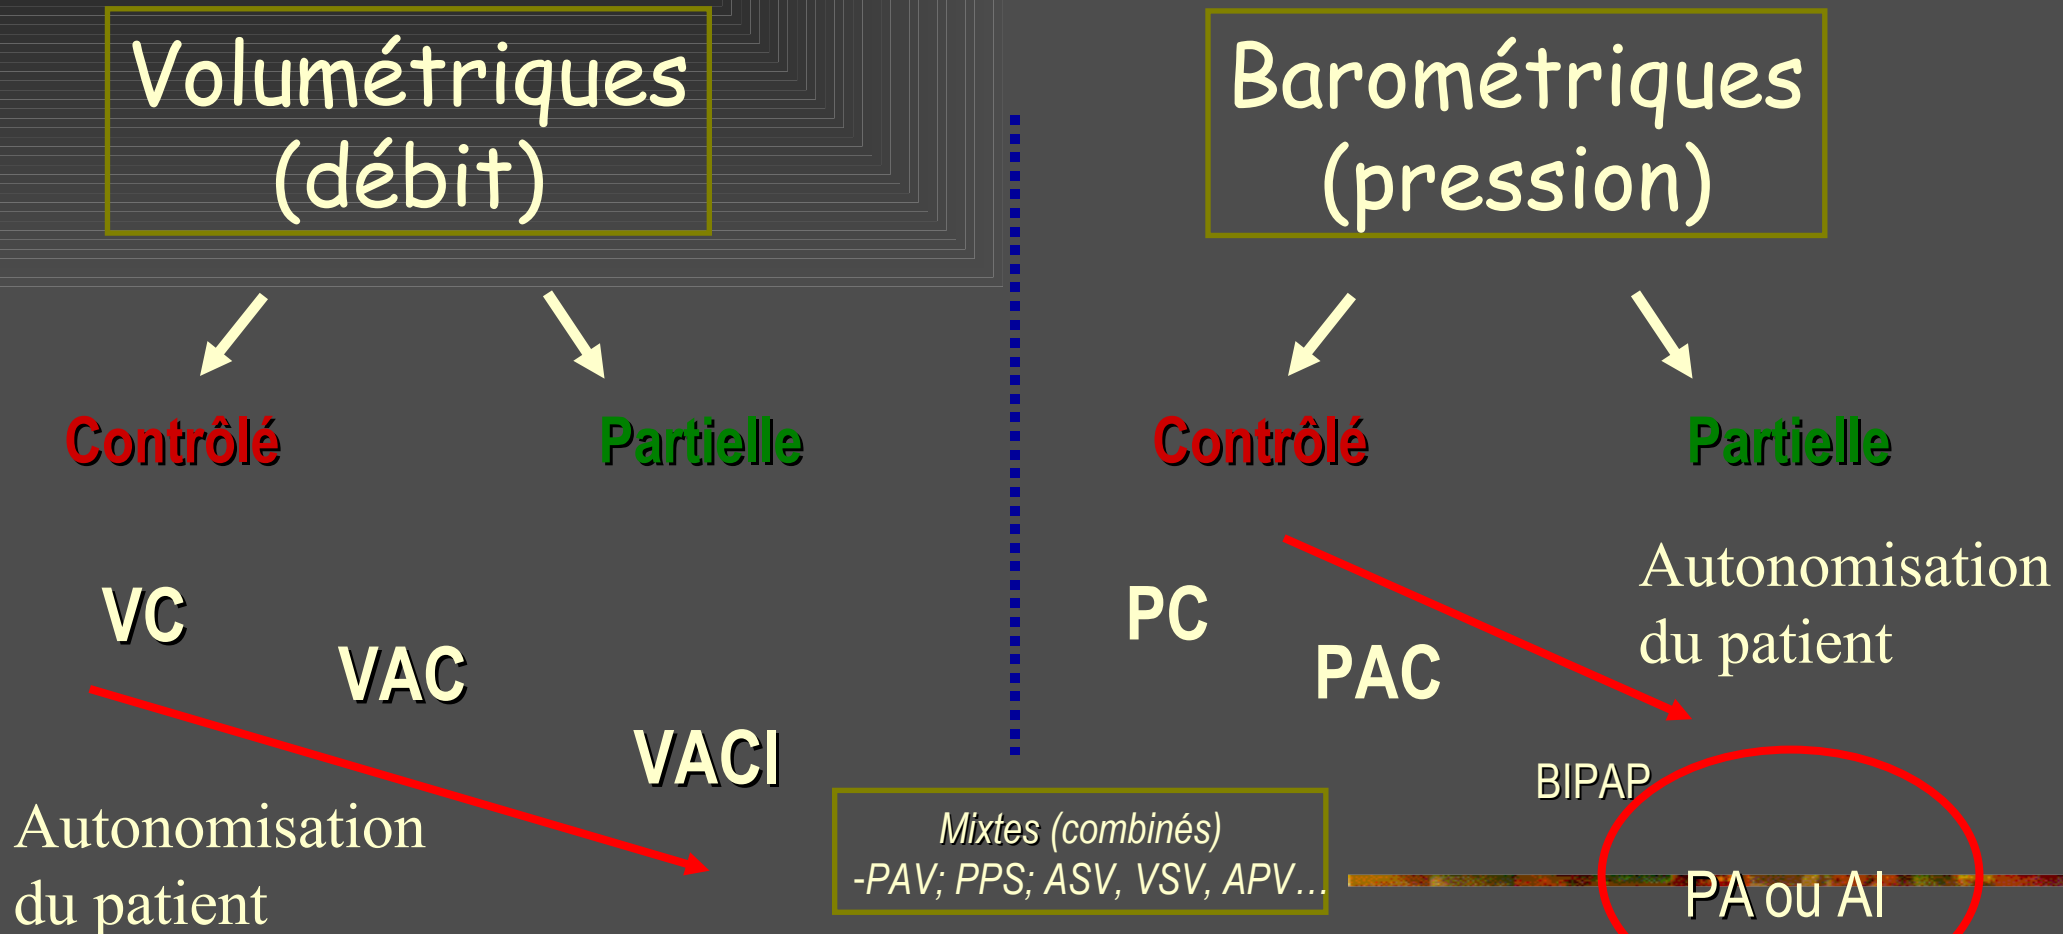 Volumétriques
(débit)
Contrôlé
Partielle
VC
VAC
VACI
Autonomisation
du patient
Barométriques
(pression)
Contrôlé
Partielle
Autonomisation
du patient
PC
PAC
BIPAP
PA ou AI
Mixtes (combinés)
-PAV; PPS; ASV, VSV, APV...